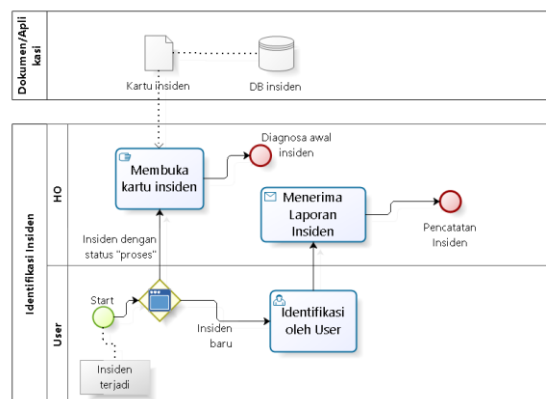 Dokumen/Apli
kasi
Kartu insiden
DB insiden
Identifikasi Insiden
HO
Membuka
kartu insiden
Diagnosa awal
insiden
Menerima
Laporan
Insiden
Pencatatan
Insiden
Insiden dengan
status "proses"
User
Start
Insiden
baru
Identifikasi
oleh User
Insiden
terjadi